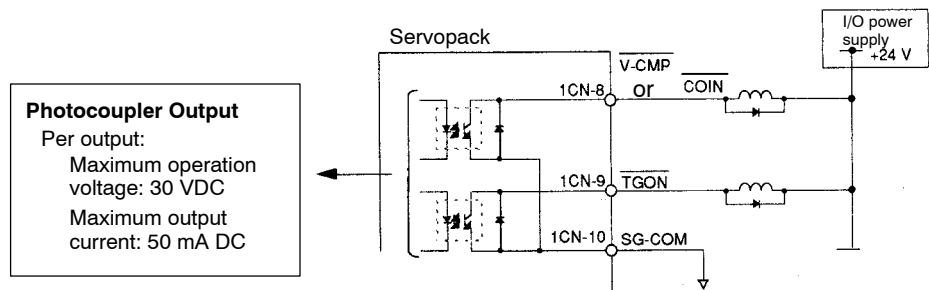 I/O power
supply
+24 V
Servopack
V-CMP
1CN-8 or COIN
Photocoupler Output
Per output:
Maximum operation
voltage: 30 VDC
Maximum output
current: 50 mA DC
1CN-9 TGON
1CN-10 SG-COM